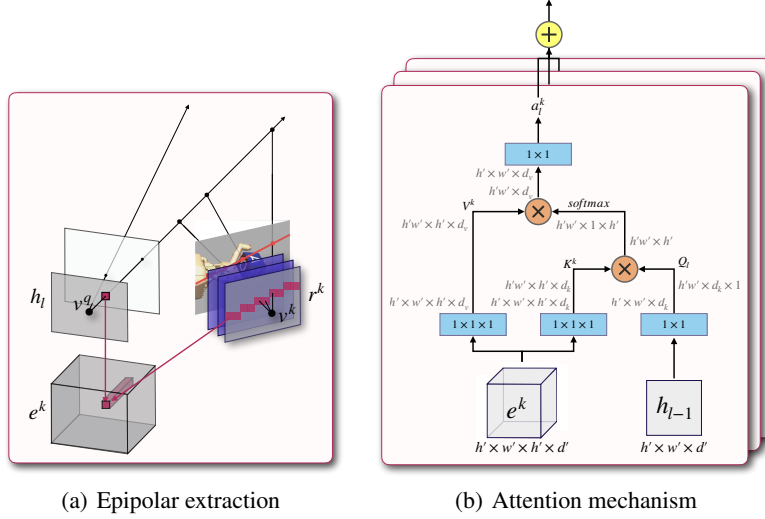 h_l
v^q
r^k
v^k
e^k
(a) Epipolar extraction
+
a_l^k
1 × 1
h′ × w′ × d_v
h′w′ × d_v
V^k
×
softmax
h′w′ × h′ × d_v
h′w′ × 1 × h′
h′w′ × h′
K^k
×
Q_l
h′w′ × h′ × d_k
h′w′ × d_k × 1
h′ × w′ × h′ × d_v
h′ × w′ × h′ × d_k
h′ × w′ × d_k
1 × 1 × 1
1 × 1 × 1
1 × 1
e^k
h_{l−1}
h′ × w′ × h′ × d′
h′ × w′ × d′
(b) Attention mechanism